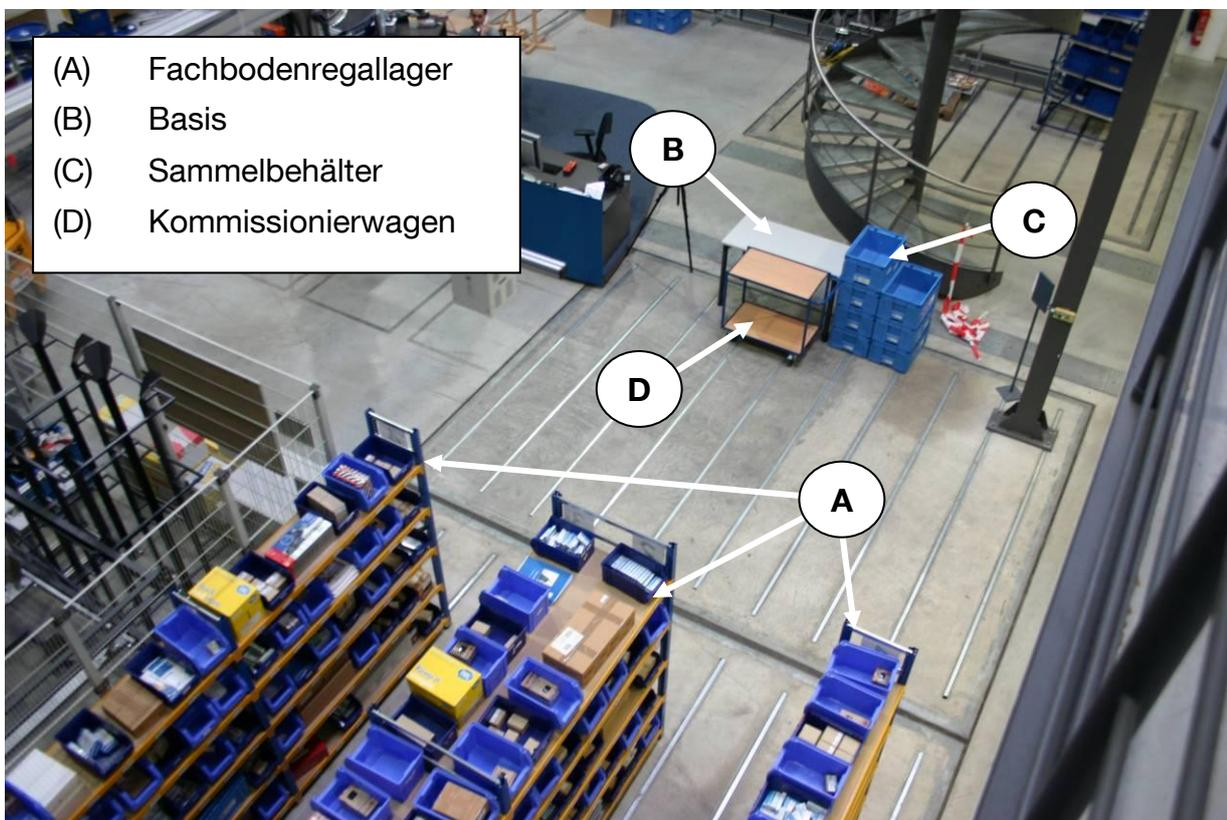 (A) Fachbodenregallager
(B) Basis
(C) Sammelbehälter
(D) Kommissionierwagen
B
C
D
A